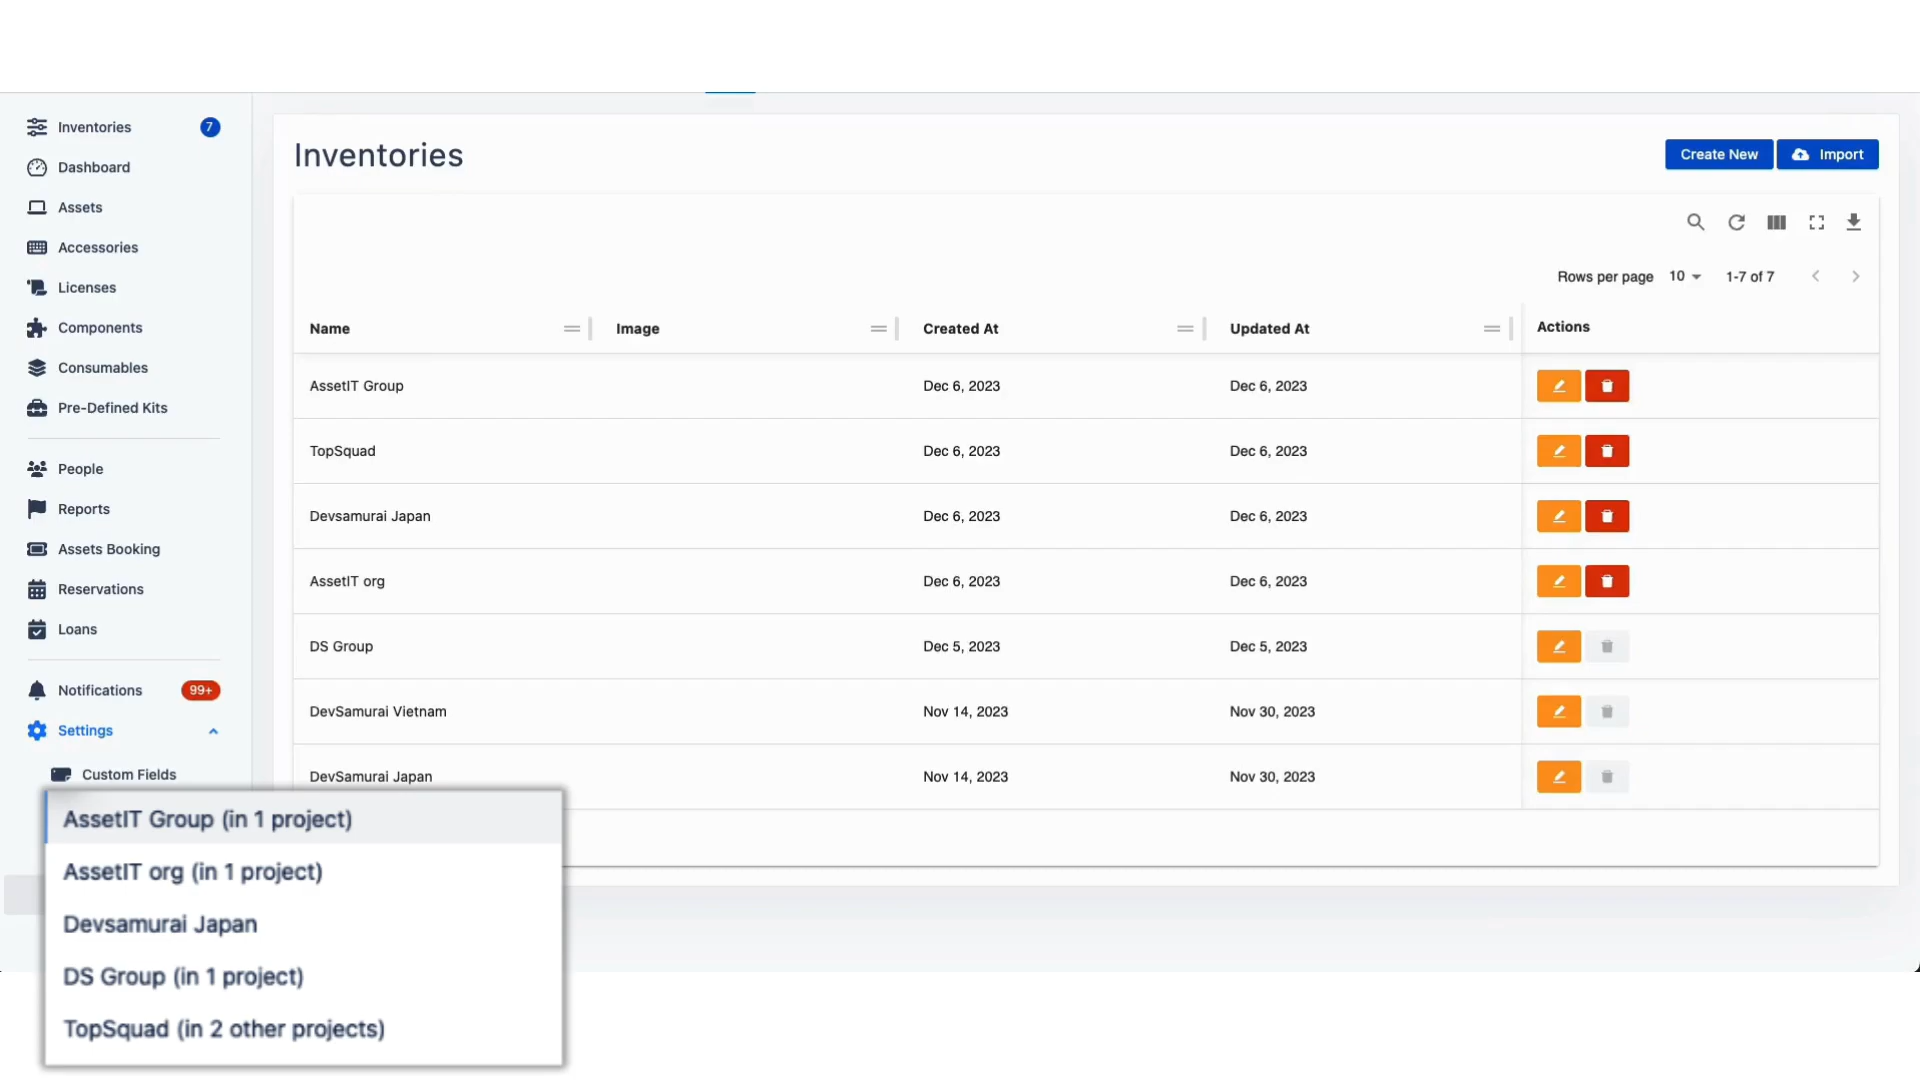 Inventories 7
Dashboard
Assets
Accessories
Licenses
Components
Consumables
Pre-Defined Kits
People
Reports
Assets Booking
Reservations
Loans
Notifications 99+
Settings
Custom Fields
Inventories
Create New Import
Rows per page 10 1-7 of 7
Name Image Created At Updated At Actions
AssetIT Group Dec 6, 2023 Dec 6, 2023
TopSquad Dec 6, 2023 Dec 6, 2023
Devsamurai Japan Dec 6, 2023 Dec 6, 2023
AssetIT org Dec 6, 2023 Dec 6, 2023
DS Group Dec 5, 2023 Dec 5, 2023
DevSamurai Vietnam Nov 14, 2023 Nov 30, 2023
DevSamurai Japan Nov 14, 2023 Nov 30, 2023
AssetIT Group (in 1 project)
AssetIT org (in 1 project)
Devsamurai Japan
DS Group (in 1 project)
TopSquad (in 2 other projects)